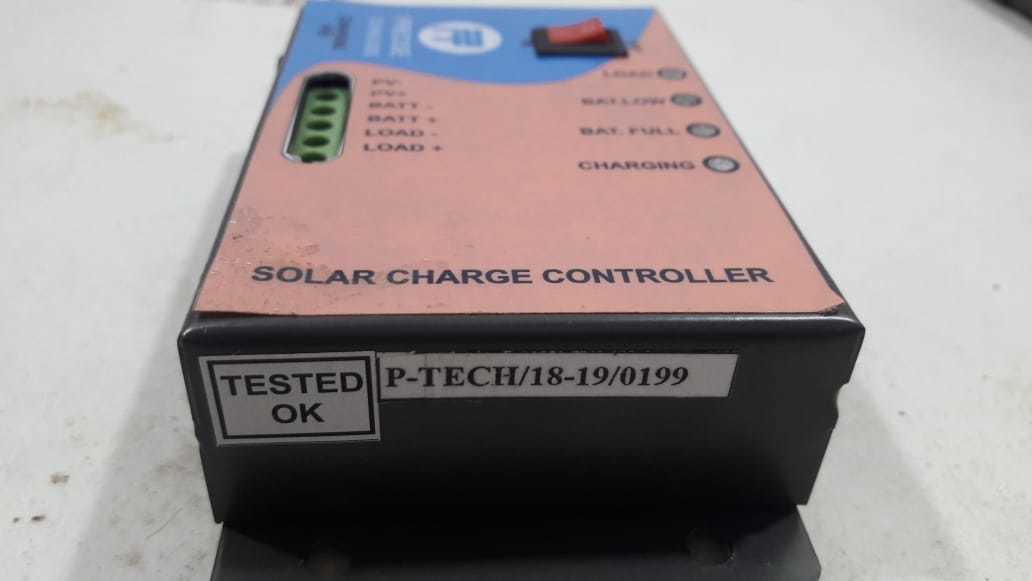 PV-
PV+
BATT -
BATT +
LOAD -
LOAD +
LOAD
BAT.LOW
BAT. FULL
CHARGING
SOLAR CHARGE CONTROLLER
TESTED
OK
P-TECH/18-19/0199